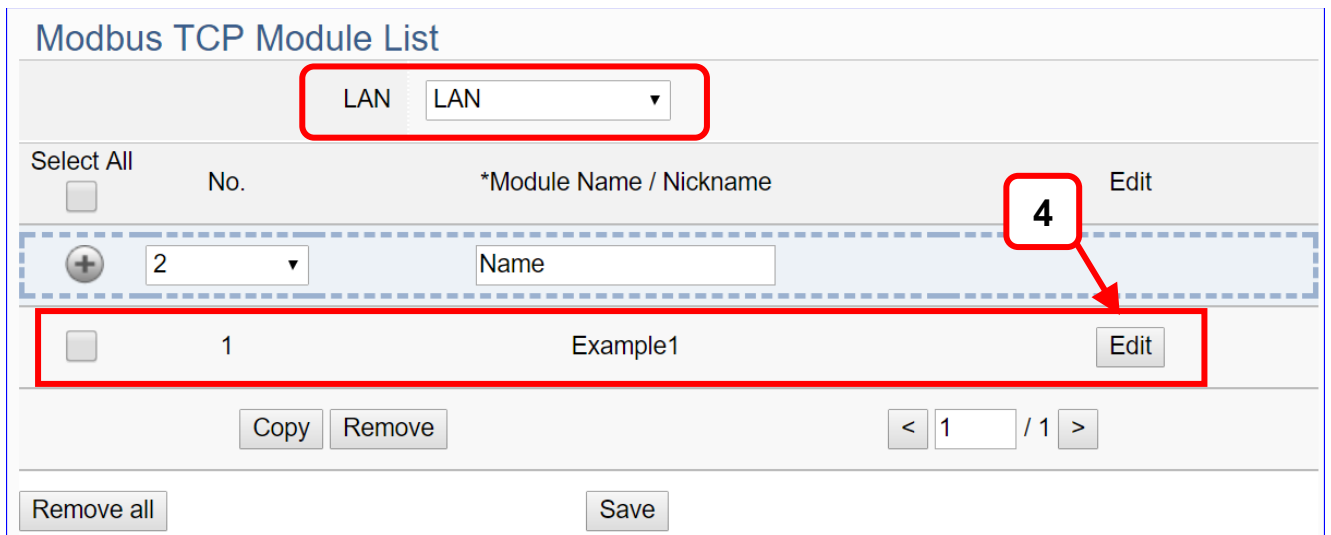 Modbus TCP Module List
LAN LAN
Select All
No. *Module Name / Nickname Edit
4
2 Name
1 Example1 Edit
Copy Remove < 1 / 1 >
Remove all Save